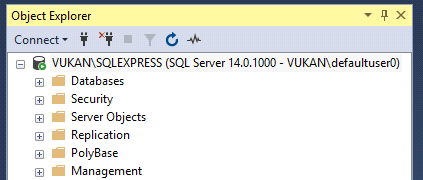 Object Explorer
Connect
VUKAN\SQLEXPRESS (SQL Server 14.0.1000 - VUKAN\defaultuser0)
Databases
Security
Server Objects
Replication
PolyBase
Management